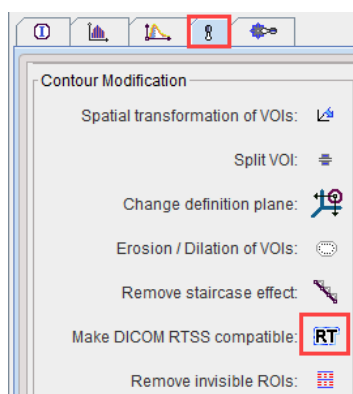 Contour Modification
Spatial transformation of VOIs:
Split VOI:
Change definition plane:
Erosion / Dilation of VOIs:
Remove staircase effect:
Make DICOM RTSS compatible: RT
Remove invisible ROIs: